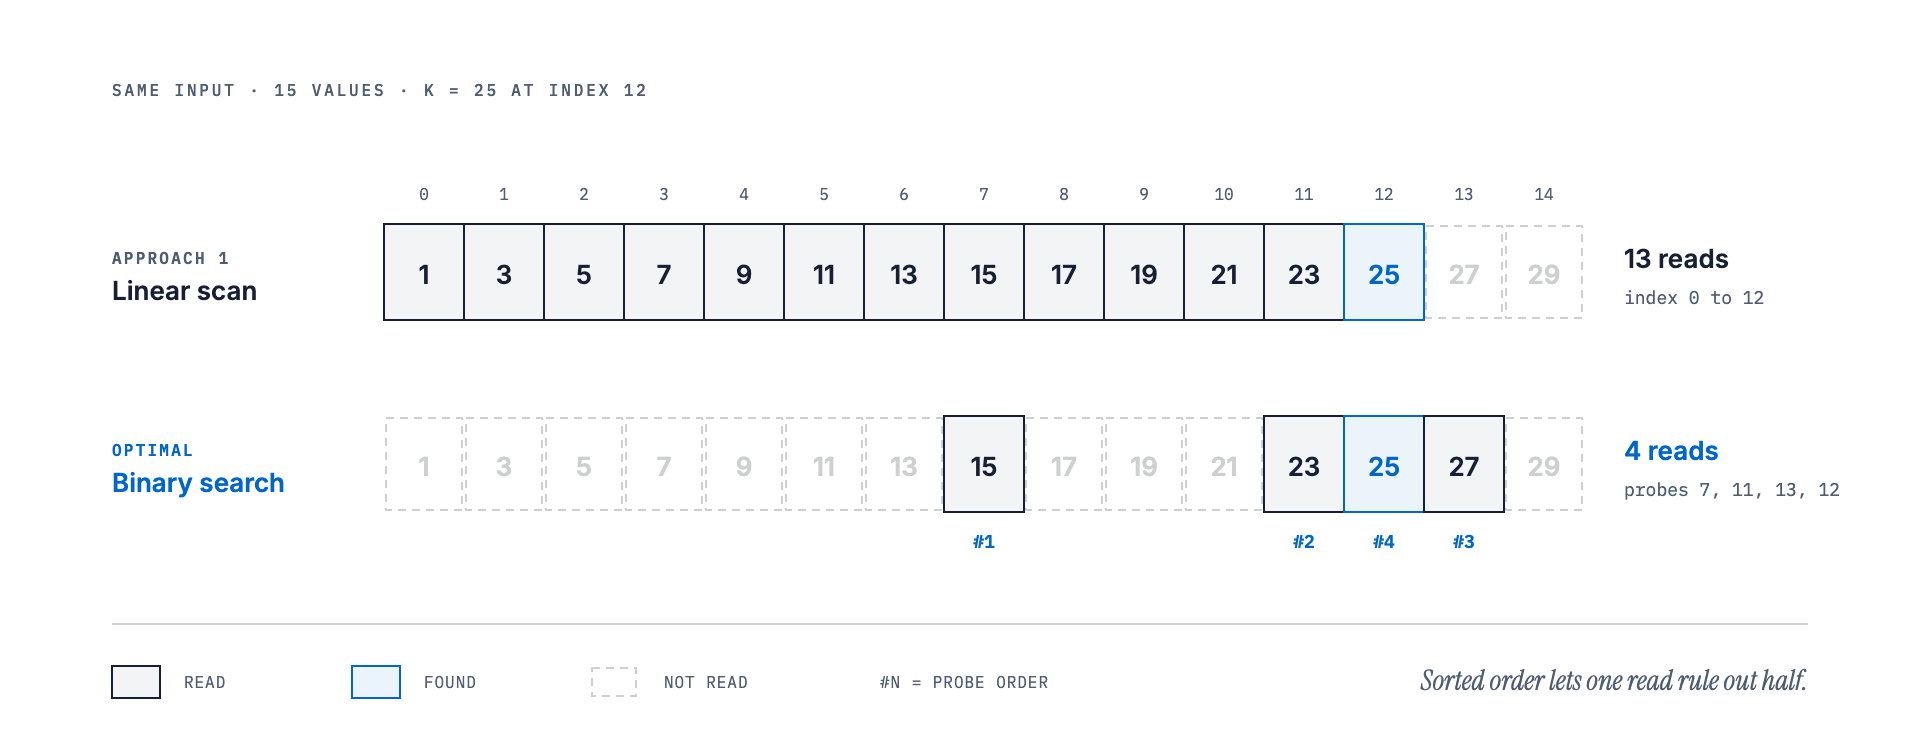 SAME INPUT · 15 VALUES · K = 25 AT INDEX 12
0 1 2 3 4 5 6 7 8 9 10 11 12 13 14
APPROACH 1
Linear scan
1 3 5 7 9 11 13 15 17 19 21 23 25 27 29
13 reads
index 0 to 12
OPTIMAL
Binary search
1 3 5 7 9 11 13 15 17 19 21 23 25 27 29
4 reads
probes 7, 11, 13, 12
#1 #2 #4 #3
READ FOUND NOT READ #N = PROBE ORDER
Sorted order lets one read rule out half.